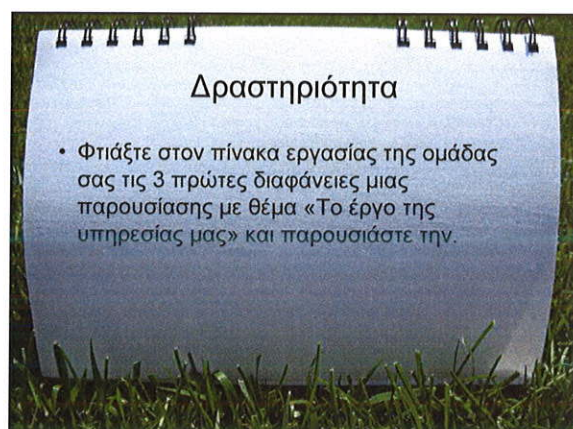 Δραστηριότητα
• Φτιάξτε στον πίνακα εργασίας της ομάδας
σας τις 3 πρώτες διαφάνειες μιας
παρουσίασης με θέμα «Το έργο της
υπηρεσίας μας» και παρουσιάστε την.